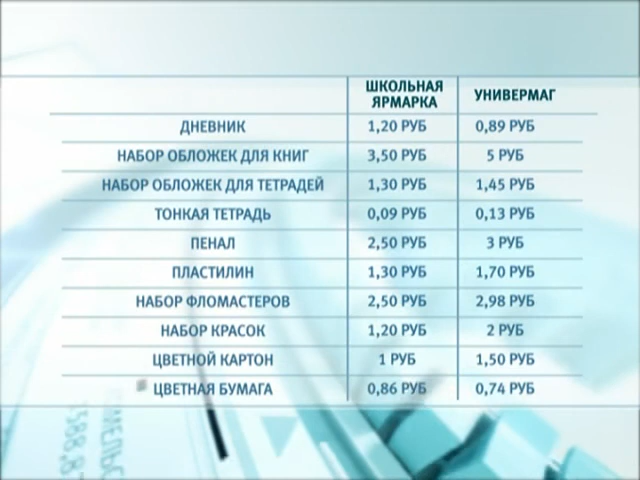 ШКОЛЬНАЯ ЯРМАРКА УНИВЕРМАГ
ДНЕВНИК 1,20 РУБ 0,89 РУБ
НАБОР ОБЛОЖЕК ДЛЯ КНИГ 3,50 РУБ 5 РУБ
НАБОР ОБЛОЖЕК ДЛЯ ТЕТРАДЕЙ 1,30 РУБ 1,45 РУБ
ТОНКАЯ ТЕТРАДЬ 0,09 РУБ 0,13 РУБ
ПЕНАЛ 2,50 РУБ 3 РУБ
ПЛАСТИЛИН 1,30 РУБ 1,70 РУБ
НАБОР ФЛОМАСТЕРОВ 2,50 РУБ 2,98 РУБ
НАБОР КРАСОК 1,20 РУБ 2 РУБ
ЦВЕТНОЙ КАРТОН 1 РУБ 1,50 РУБ
ЦВЕТНАЯ БУМАГА 0,86 РУБ 0,74 РУБ